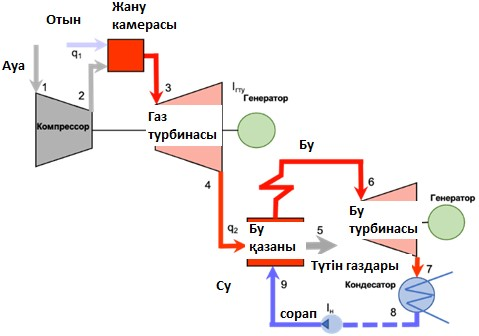 Отын
Жану
камерасы
Ауа
q₁
1
2
3
lгту
Генератор
Компрессор
Газ
турбинасы
4
Бу
6
Генератор
q₂
Бу
қазаны
5
Бу
турбинасы
Түтін газдары
7
Су
9
Кондесатор
сорап
lн
8